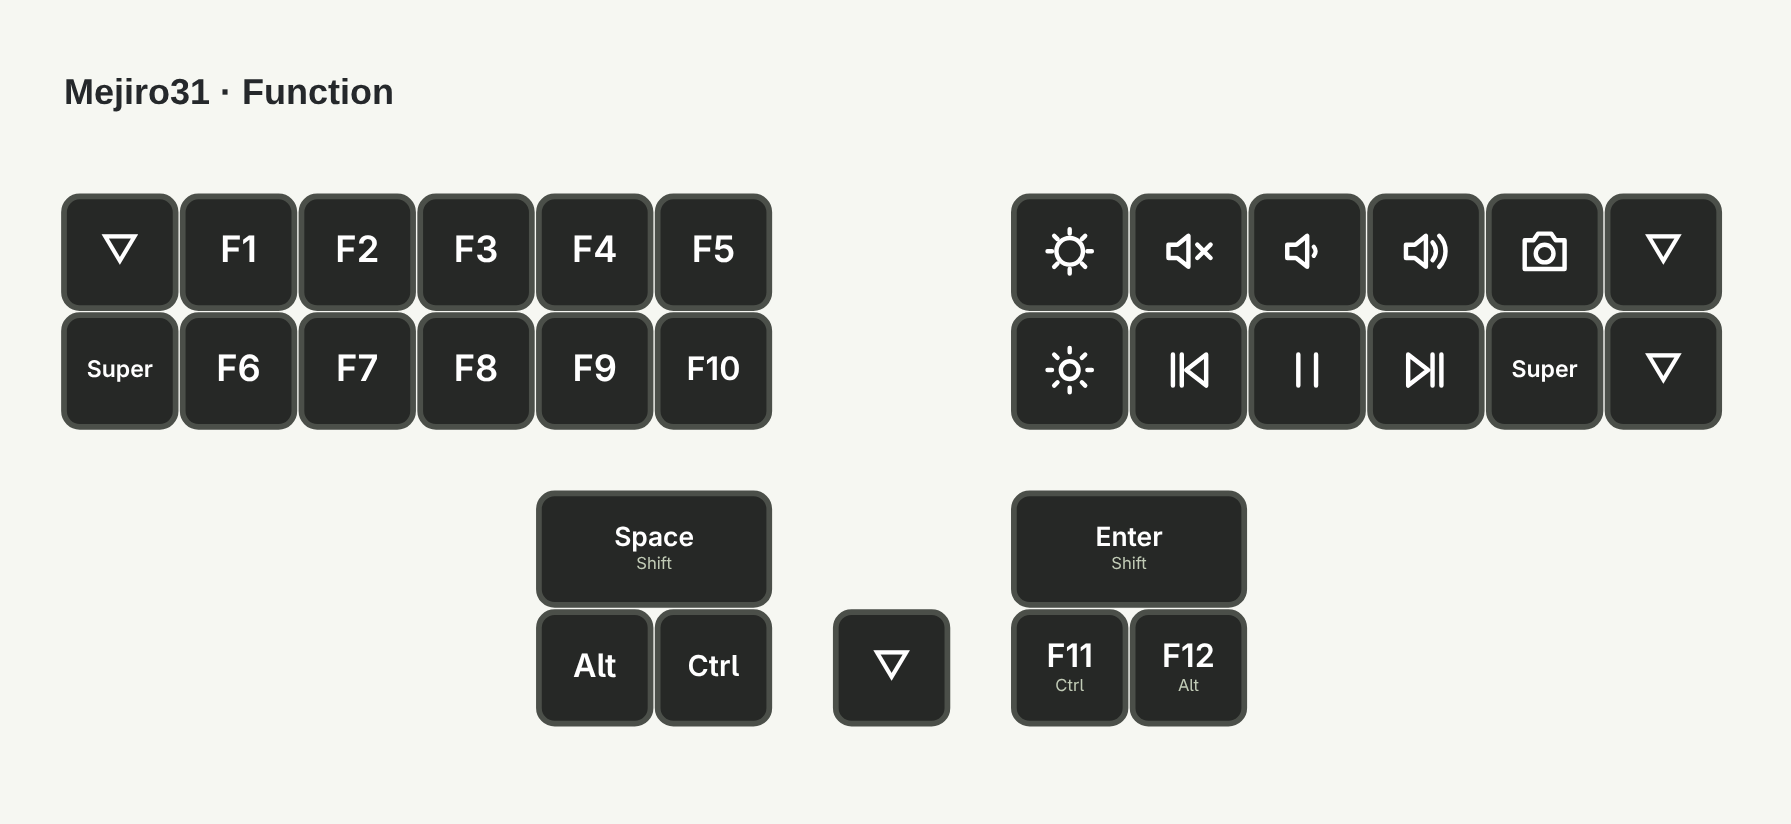 Mejiro31 · Function
F1 F2 F3 F4 F5
Super F6 F7 F8 F9 F10 Super
Space Enter
Shift Shift
Alt Ctrl F11 F12
Ctrl Alt